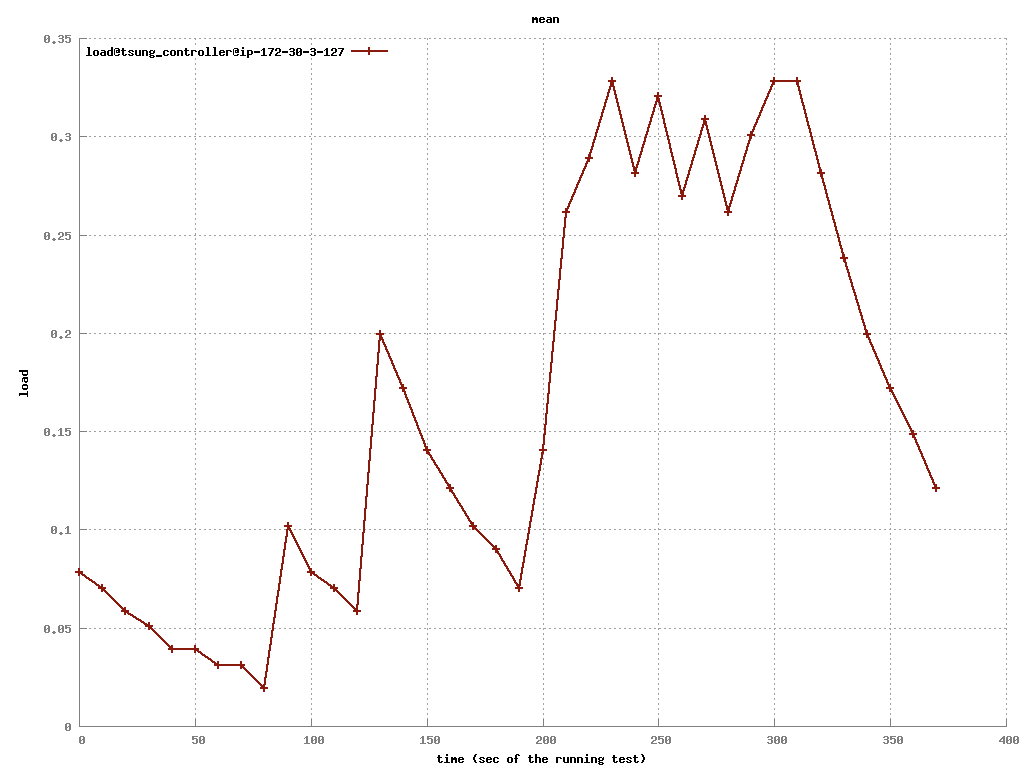 mean
load@tsung_controller@ip-172-30-3-127
0.35
0.3
0.25
0.2
0.15
0.1
0.05
0
load
0 50 100 150 200 250 300 350 400
time (sec of the running test)